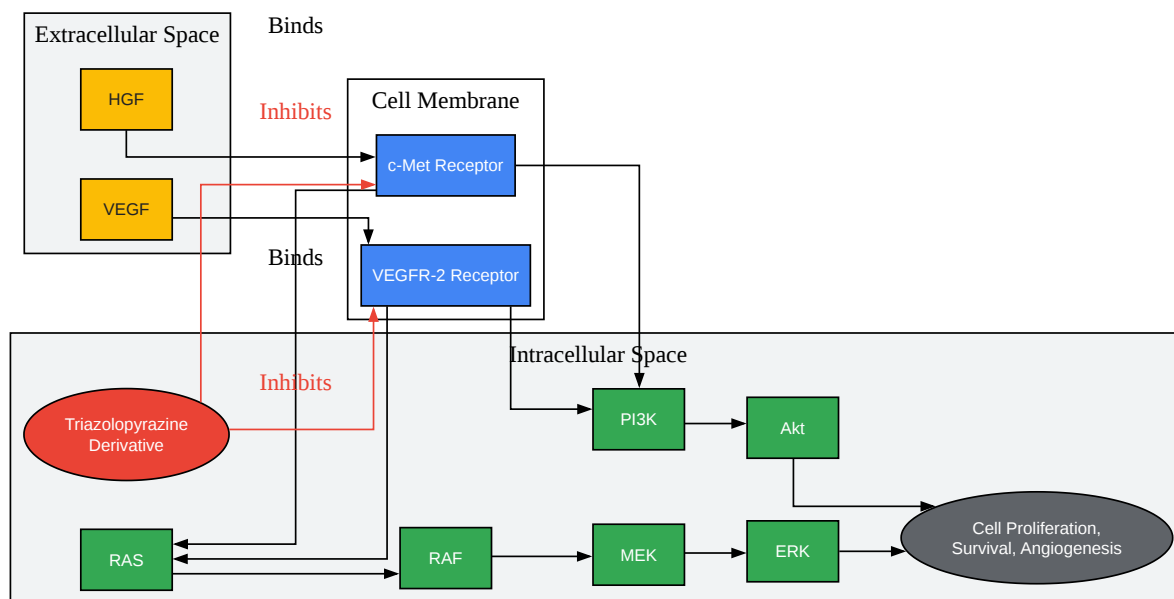 Binds
Extracellular Space
HGF
Inhibits
Cell Membrane
c-Met Receptor
VEGF
Binds
VEGFR-2 Receptor
Intracellular Space
Inhibits
Triazolopyrazine
Derivative
PI3K
Akt
RAS
RAF
MEK
ERK
Cell Proliferation,
Survival, Angiogenesis